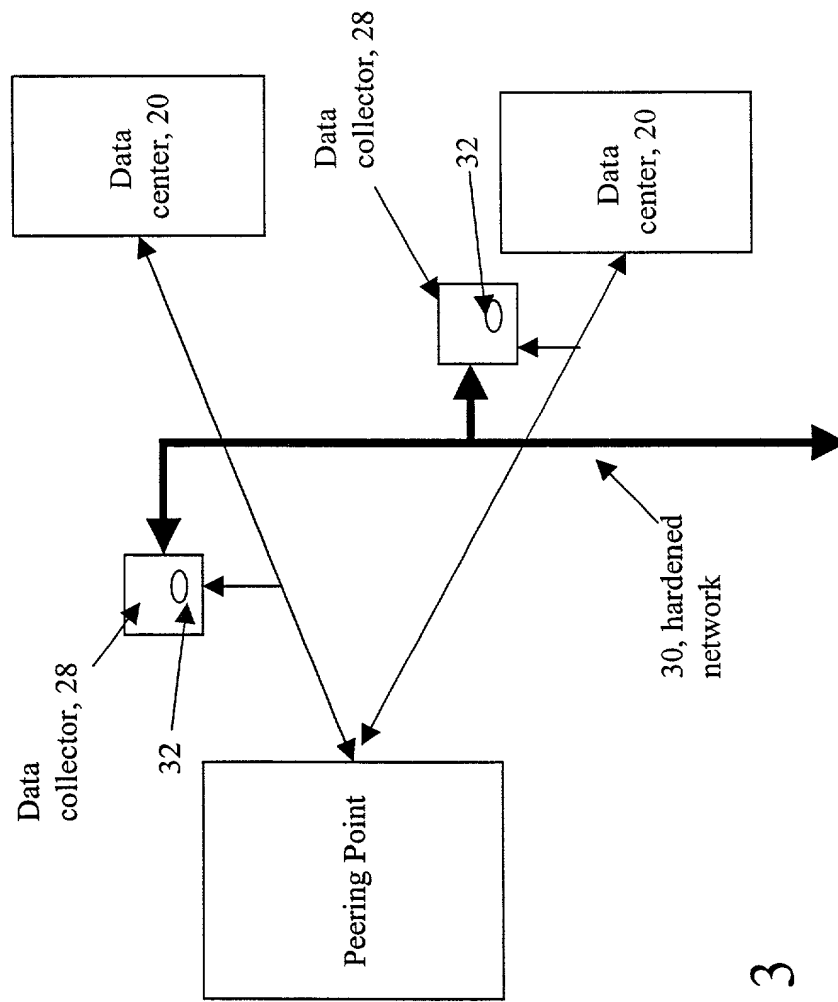 Data
collector, 28
32
Peering Point
Data
center, 20
Data
collector, 28
32
Data
center, 20
30, hardened
network
3